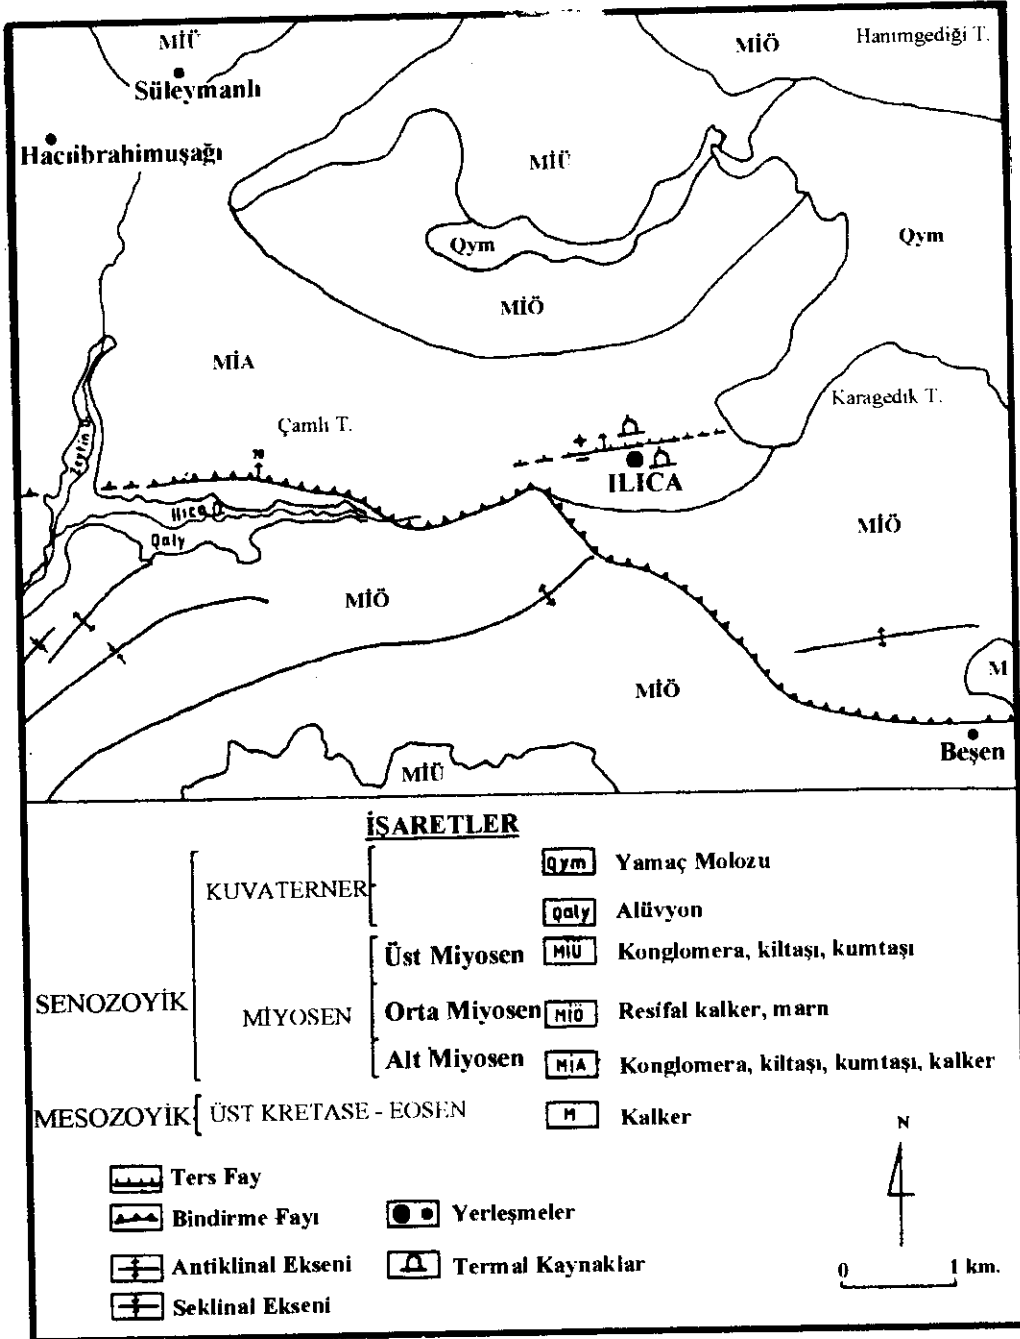 MİÜ
Süleymanlı
MİÖ
Hanımgediği T.
Hacıibrahimuşağı
MİÜ
Qym
Qym
MİÖ
MİA
Karagedik T.
Çamlı T.
Zeytin D.
70
ILICA
Ilıca D.
Qaly
MİÖ
MİÖ
MİÖ
M
Beşen
MİÜ
İŞARETLER
KUVATERNER
Qym Yamaç Molozu
Qaly Alüvyon
SENOZOYİK
MİYOSEN
Üst Miyosen MİÜ Konglomera, kiltaşı, kumtaşı
Orta Miyosen MİÖ Resifal kalker, marn
Alt Miyosen MİA Konglomera, kiltaşı, kumtaşı, kalker
MESOZOYİK ÜST KRETASE - EOSEN M Kalker
N
Ters Fay
Bindirme Fayı
Yerleşmeler
Antiklinal Ekseni
Termal Kaynaklar
Seklinal Ekseni
0 1 km.